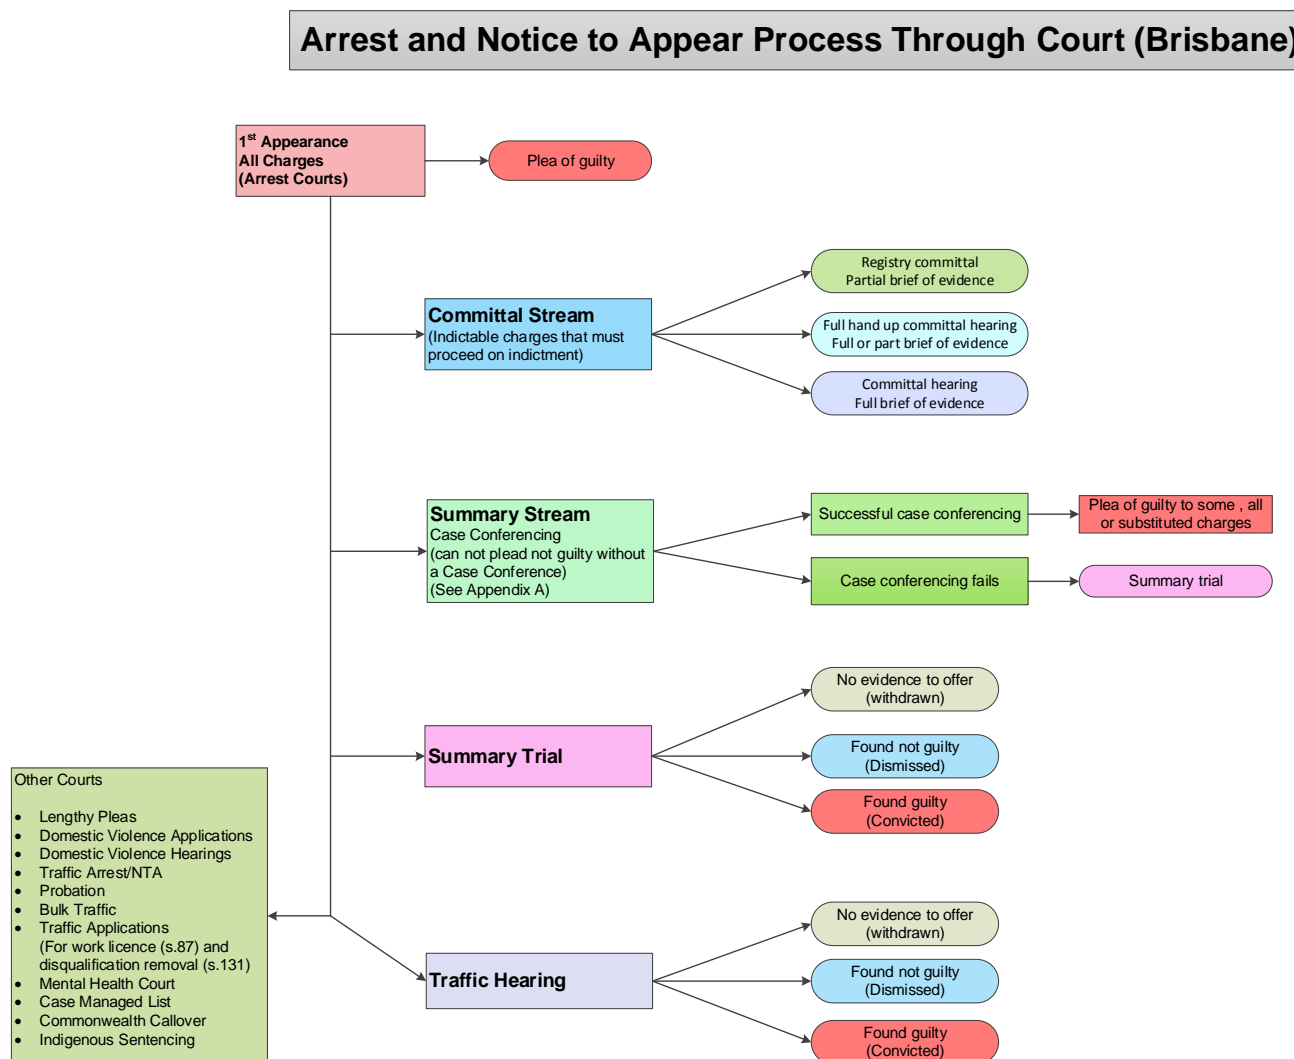 Arrest and Notice to Appear Process Through Court (Brisbane)
1st Appearance
All Charges
(Arrest Courts)
Plea of guilty
Committal Stream
(Indictable charges that must
proceed on indictment)
Registry committal
Partial brief of evidence
Full hand up committal hearing
Full or part brief of evidence
Committal hearing
Full brief of evidence
Summary Stream
Case Conferencing
(can not plead not guilty without
a Case Conference)
(See Appendix A)
Successful case conferencing
Plea of guilty to some , all
or substituted charges
Case conferencing fails
Summary trial
Summary Trial
No evidence to offer
(withdrawn)
Found not guilty
(Dismissed)
Found guilty
(Convicted)
Other Courts
• Lengthy Pleas
• Domestic Violence Applications
• Domestic Violence Hearings
• Traffic Arrest/NTA
• Probation
• Bulk Traffic
• Traffic Applications
(For work licence (s.87) and
disqualification removal (s.131)
• Mental Health Court
• Case Managed List
• Commonwealth Callover
• Indigenous Sentencing
Traffic Hearing
No evidence to offer
(withdrawn)
Found not guilty
(Dismissed)
Found guilty
(Convicted)